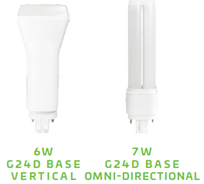 6W
G24D BASE
VERTICAL
7W
G24D BASE
OMNI-DIRECTIONAL